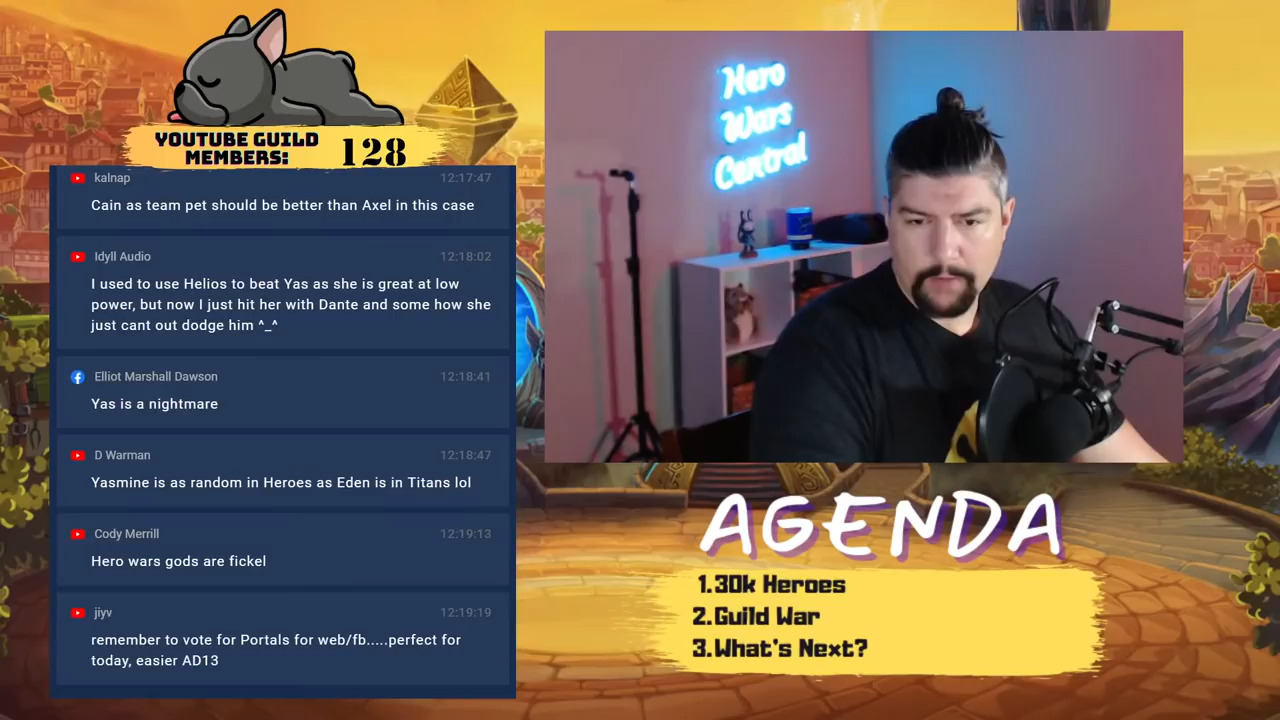 YOUTUBE GUILD
MEMBERS: 128
kalnap 12:17:47
Cain as team pet should be better than Axel in this case
Idyll Audio 12:18:02
I used to use Helios to beat Yas as she is great at low
power, but now I just hit her with Dante and some how she
just cant out dodge him ^_^
Elliot Marshall Dawson 12:18:41
Yas is a nightmare
D Warman 12:18:47
Yasmine is as random in Heroes as Eden is in Titans lol
Cody Merrill 12:19:13
Hero wars gods are fickel
jiyv 12:19:19
remember to vote for Portals for web/fb.....perfect for
today, easier AD13
Hero
Wars
Central
AGENDA
1.30k Heroes
2.Guild War
3.What's Next?